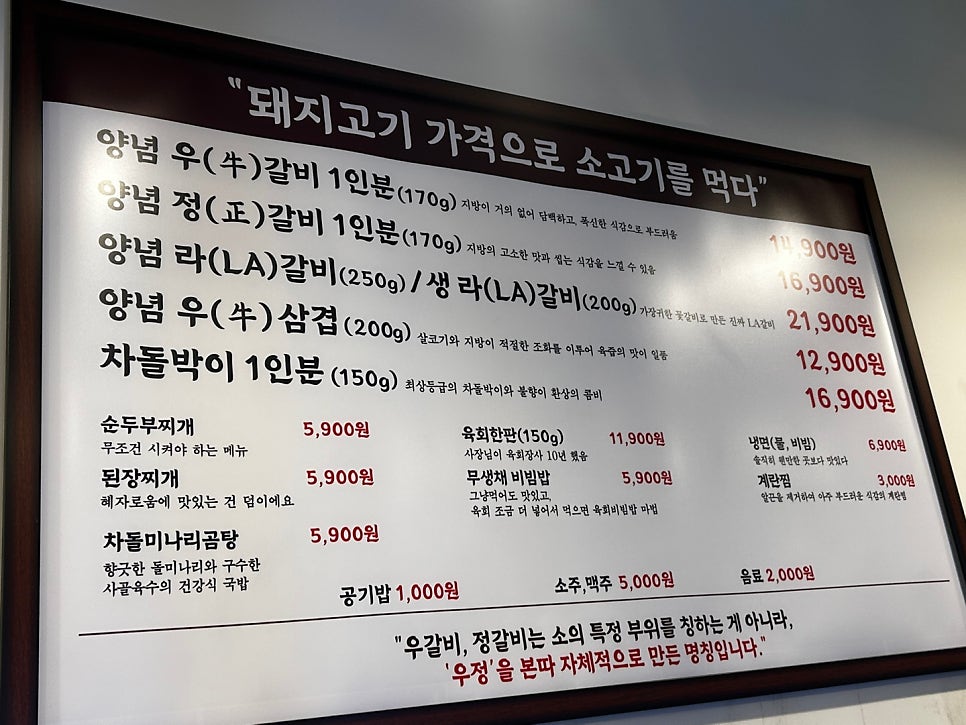 "돼지고기 가격으로 소고기를 먹다"
양념 우(牛)갈비 1인분(170g) 지방이 거의 없어 담백하고, 폭신한 식감으로 부드러움 14,900원
양념 정(正)갈비 1인분(170g) 지방의 고소한 맛과 씹는 식감을 느낄 수 있음 16,900원
양념 라(LA)갈비(250g) / 생 라(LA)갈비(200g) 가장귀한 꽃갈비로 만든 진짜 LA갈비 21,900원
양념 우(牛)삼겹(200g) 살코기와 지방이 적절한 조화를 이루어 육즙의 맛이 일품 12,900원
차돌박이 1인분(150g) 최상등급의 차돌박이와 불향이 환상의 콤비 16,900원
순두부찌개 5,900원
무조건 시켜야 하는 메뉴
된장찌개 5,900원
혜자로움에 맛있는 건 덤이에요
차돌미나리곰탕 5,900원
향긋한 돌미나리와 구수한
사골육수의 건강식 국밥
육회한판(150g) 11,900원
사장님이 육회장사 10년 했음
무생채 비빔밥 5,900원
그냥먹어도 맛있고,
육회 조금 더 넣어서 먹으면 육회비빔밥 마법
냉면(물, 비빔) 6,900원
솔직히 웬만한 곳보다 맛있다
계란찜 3,000원
알끈을 제거하여 아주 부드러운 식감의 계란찜
공기밥 1,000원 소주,맥주 5,000원 음료 2,000원
"우갈비, 정갈비는 소의 특정 부위를 칭하는 게 아니라,
'우정'을 본따 자체적으로 만든 명칭입니다."